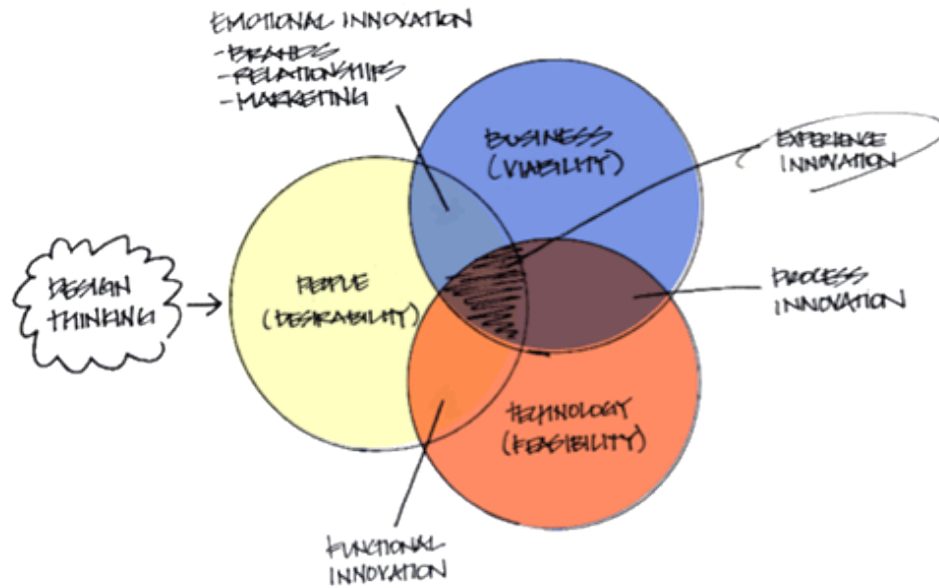 EMOTIONAL INNOVATION
-BRANDS
-RELATIONSHIPS
-MARKETING
BUSINESS
(VIABILITY)
EXPERIENCE
INNOVATION
DESIGN
THINKING
PEOPLE
(DESIRABILITY)
PROCESS
INNOVATION
TECHNOLOGY
(FEASIBILITY)
FUNCTIONAL
INNOVATION